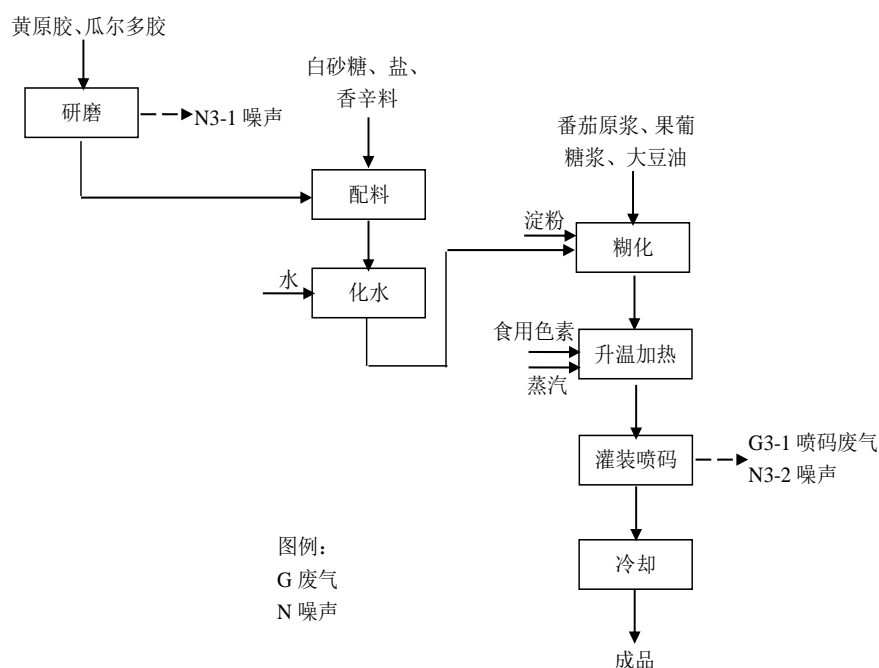 黄原胶、瓜尔多胶
研磨
N3-1 噪声
白砂糖、盐、
香辛料
配料
水
化水
番茄原浆、果葡
糖浆、大豆油
淀粉
糊化
食用色素
蒸汽
升温加热
灌装喷码
G3-1 喷码废气
N3-2 噪声
冷却
成品
图例：
G 废气
N 噪声